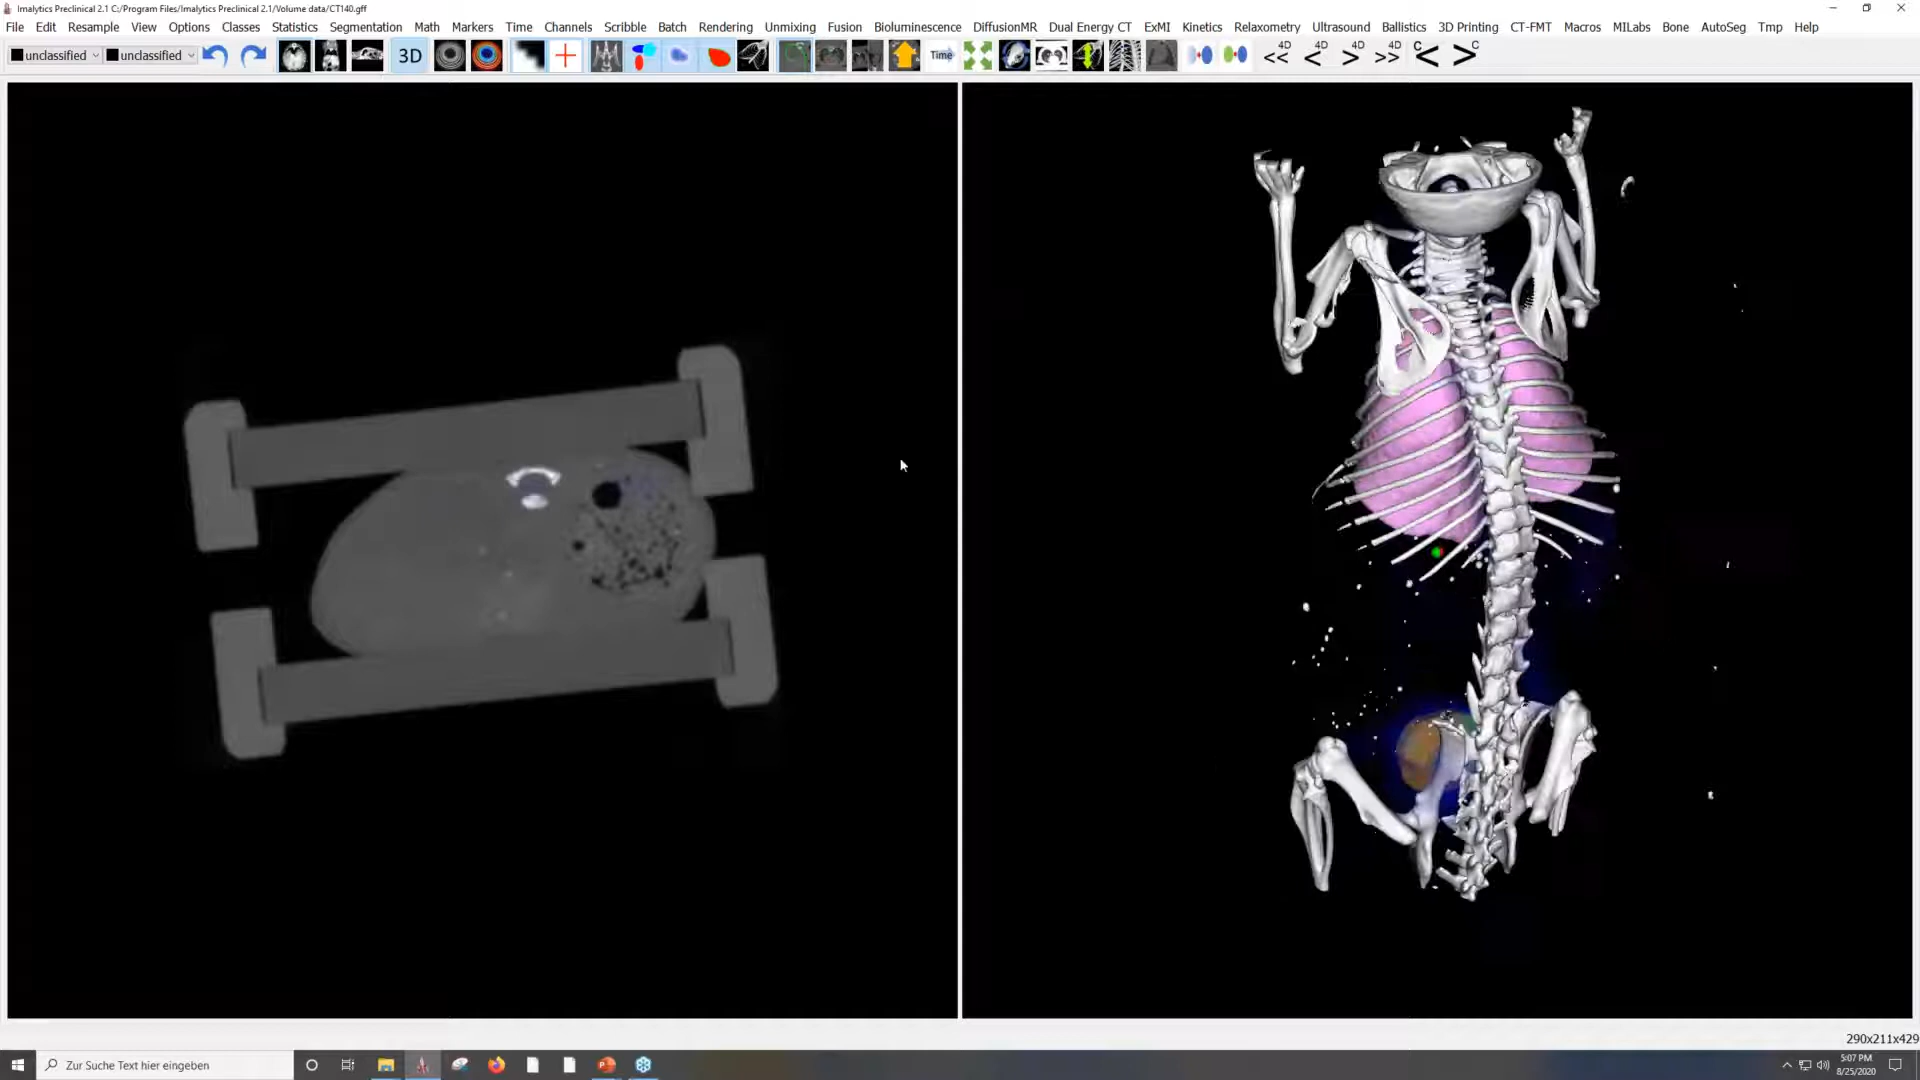 Imalytics Preclinical 2.1 C:/Program Files/Imalytics Preclinical 2.1/Volume data/CT140.gff
File Edit Resample View Options Classes Statistics Segmentation Math Markers Time Channels Scribble Batch Rendering Unmixing Fusion Bioluminescence DiffusionMR Dual Energy CT ExMI Kinetics Relaxometry Ultrasound Ballistics 3D Printing CT-FMT Macros MILabs Bone AutoSeg Tmp Help
unclassified unclassified 3D Time 4D << 4D < 4D > 4D >> C < C >
290x211x429
Zur Suche Text hier eingeben
5:07 PM
8/25/2020